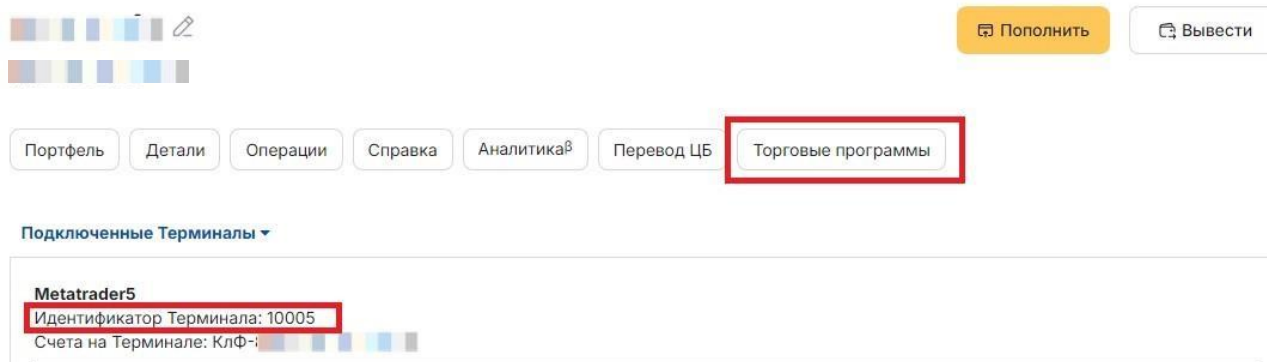 Пополнить
Вывести
Портфель
Детали
Операции
Справка
Аналитикаᵝ
Перевод ЦБ
Торговые программы
Подключенные Терминалы
Metatrader5
Идентификатор Терминала: 10005
Счета на Терминале: КлФ-